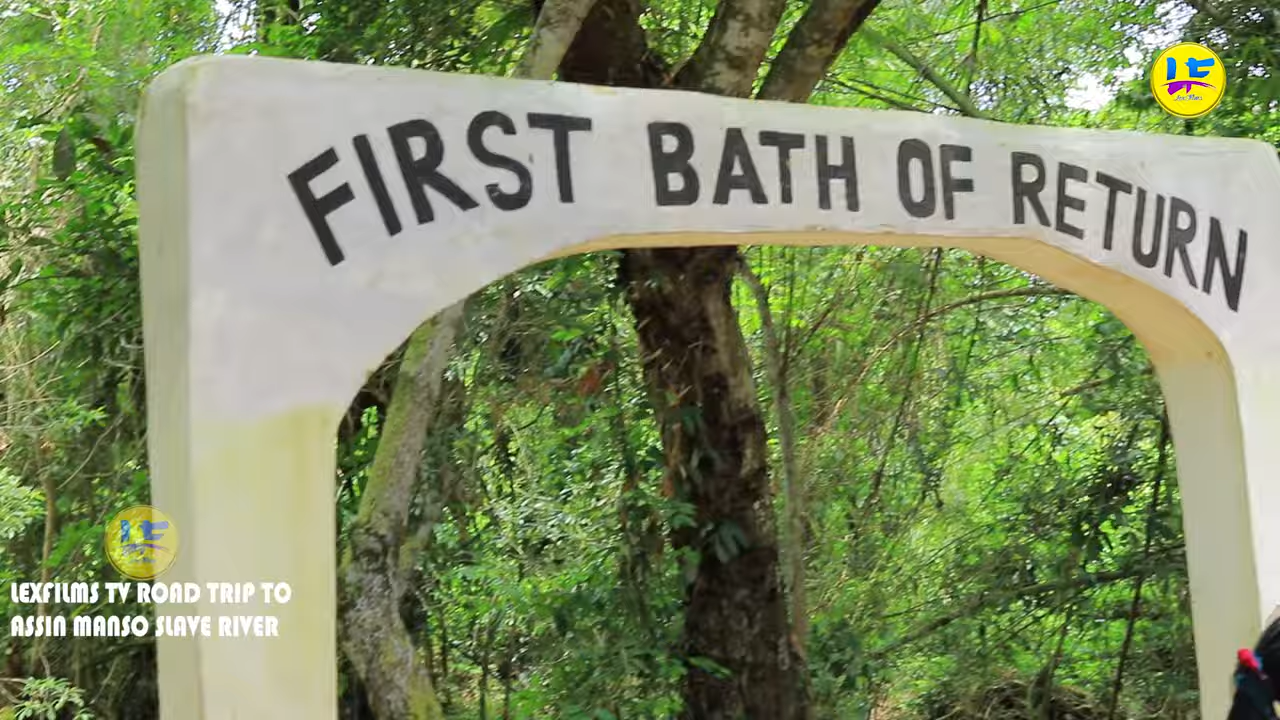 FIRST BATH OF RETURN
LEXFILMS TV ROAD TRIP TO
ASSIN MANSO SLAVE RIVER